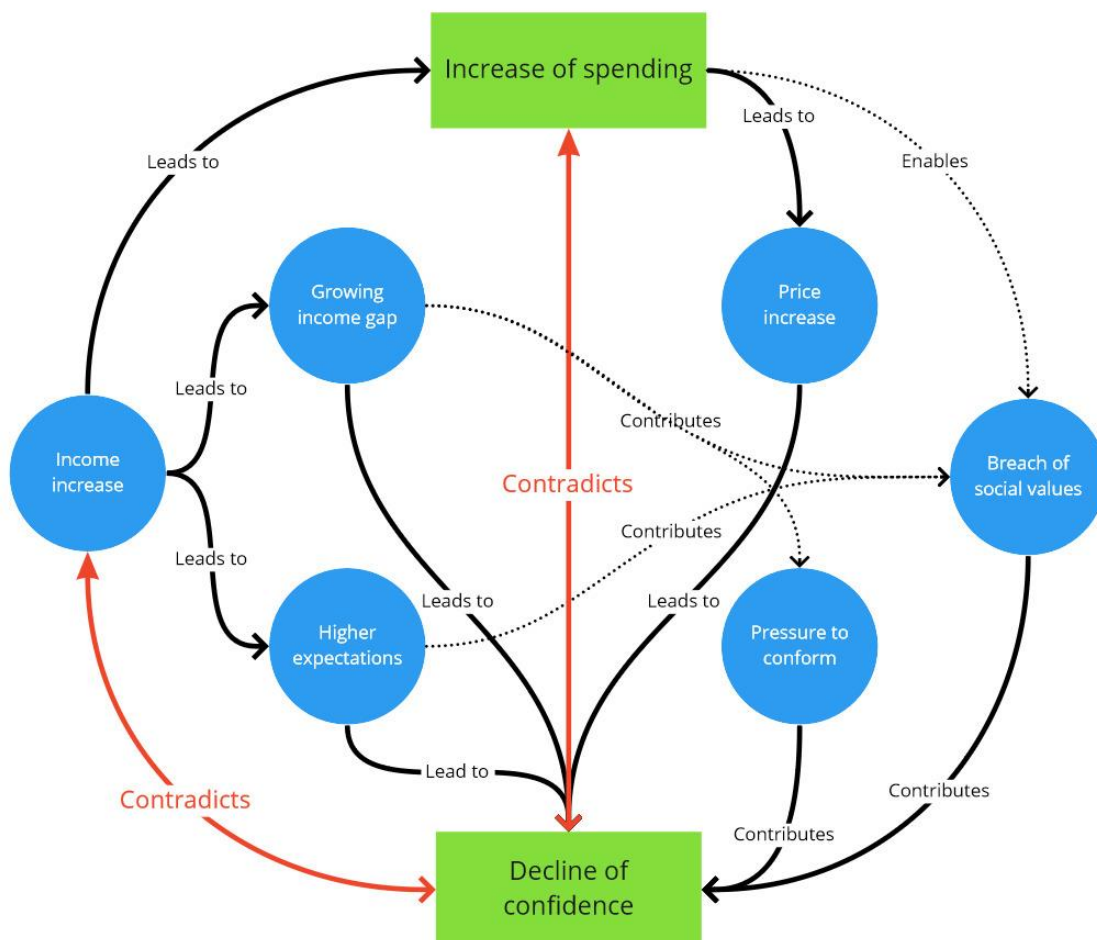 Increase of spending
Leads to
Enables
Leads to
Growing
income gap
Price
increase
Leads to
Contributes
Income
increase
Contradicts
Breach of
social values
Leads to
Contributes
Leads to
Leads to
Higher
expectations
Pressure to
conform
Lead to
Contradicts
Contributes
Contributes
Decline of
confidence